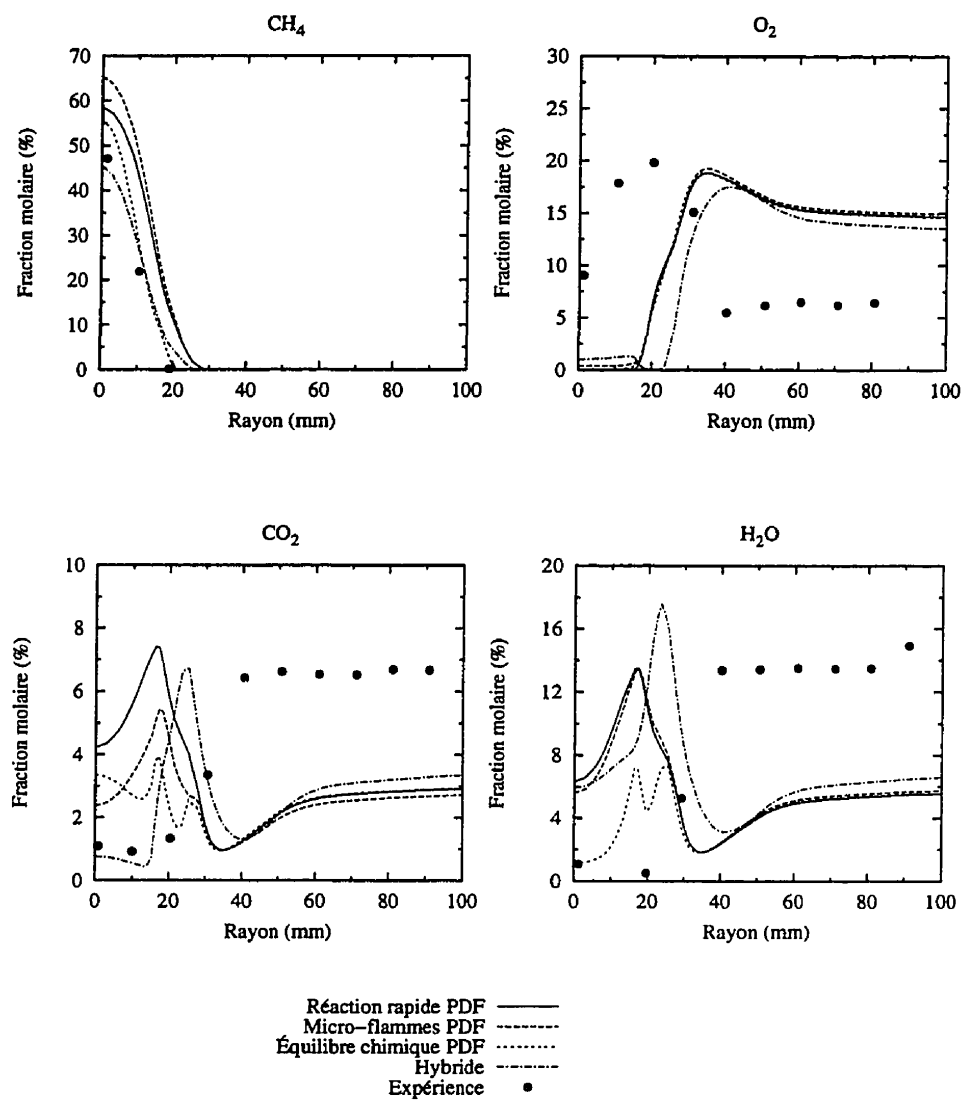 CH4
O2
70
60
50
40
30
20
10
0
Fraction molaire (%)
0 20 40 60 80 100
Rayon (mm)
30
25
20
15
10
5
0
Fraction molaire (%)
0 20 40 60 80 100
Rayon (mm)
CO2
H2O
10
8
6
4
2
0
Fraction molaire (%)
0 20 40 60 80 100
Rayon (mm)
20
16
12
8
4
0
Fraction molaire (%)
0 20 40 60 80 100
Rayon (mm)
Réaction rapide PDF
Micro-flammes PDF
Équilibre chimique PDF
Hybride
Expérience